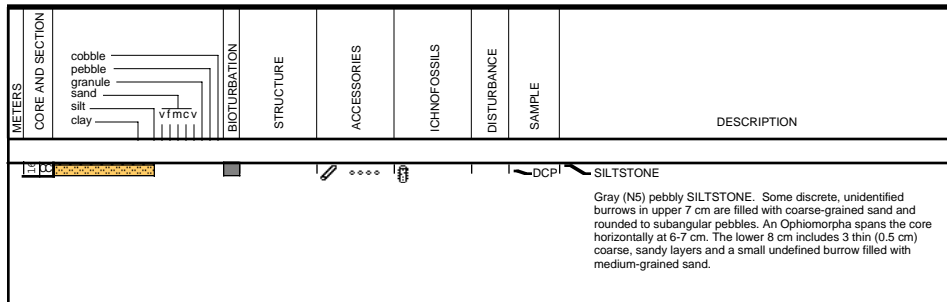 METERS
CORE AND SECTION
cobble
pebble
granule
sand
silt
clay
v f m c v
BIOTURBATION
STRUCTURE
ACCESSORIES
ICHNOFOSSILS
DISTURBANCE
SAMPLE
DESCRIPTION
DCP
SILTSTONE
Gray (N5) pebbly SILTSTONE. Some discrete, unidentified
burrows in upper 7 cm are filled with coarse-grained sand and
rounded to subangular pebbles. An Ophiomorpha spans the core
horizontally at 6-7 cm. The lower 8 cm includes 3 thin (0.5 cm)
coarse, sandy layers and a small undefined burrow filled with
medium-grained sand.